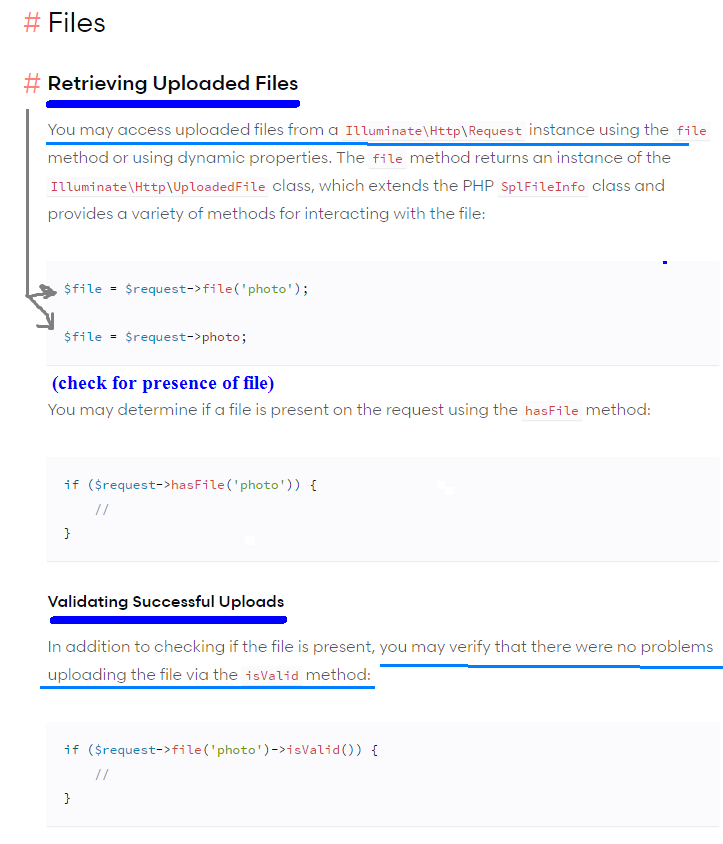 # Files
# Retrieving Uploaded Files
You may access uploaded files from a Illuminate\Http\Request instance using the file
method or using dynamic properties. The file method returns an instance of the
Illuminate\Http\UploadedFile class, which extends the PHP SplFileInfo class and
provides a variety of methods for interacting with the file:
$file = $request->file('photo');
$file = $request->photo;
(check for presence of file)
You may determine if a file is present on the request using the hasFile method:
if ($request->hasFile('photo')) {
//
}
Validating Successful Uploads
In addition to checking if the file is present, you may verify that there were no problems
uploading the file via the isValid method:
if ($request->file('photo')->isValid()) {
//
}